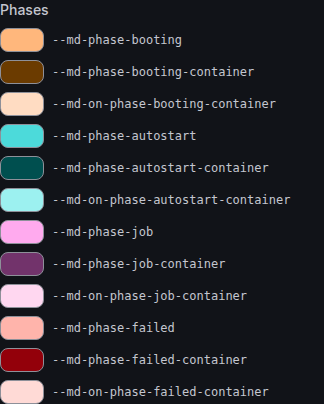 Phases
--md-phase-booting
--md-phase-booting-container
--md-on-phase-booting-container
--md-phase-autostart
--md-phase-autostart-container
--md-on-phase-autostart-container
--md-phase-job
--md-phase-job-container
--md-on-phase-job-container
--md-phase-failed
--md-phase-failed-container
--md-on-phase-failed-container